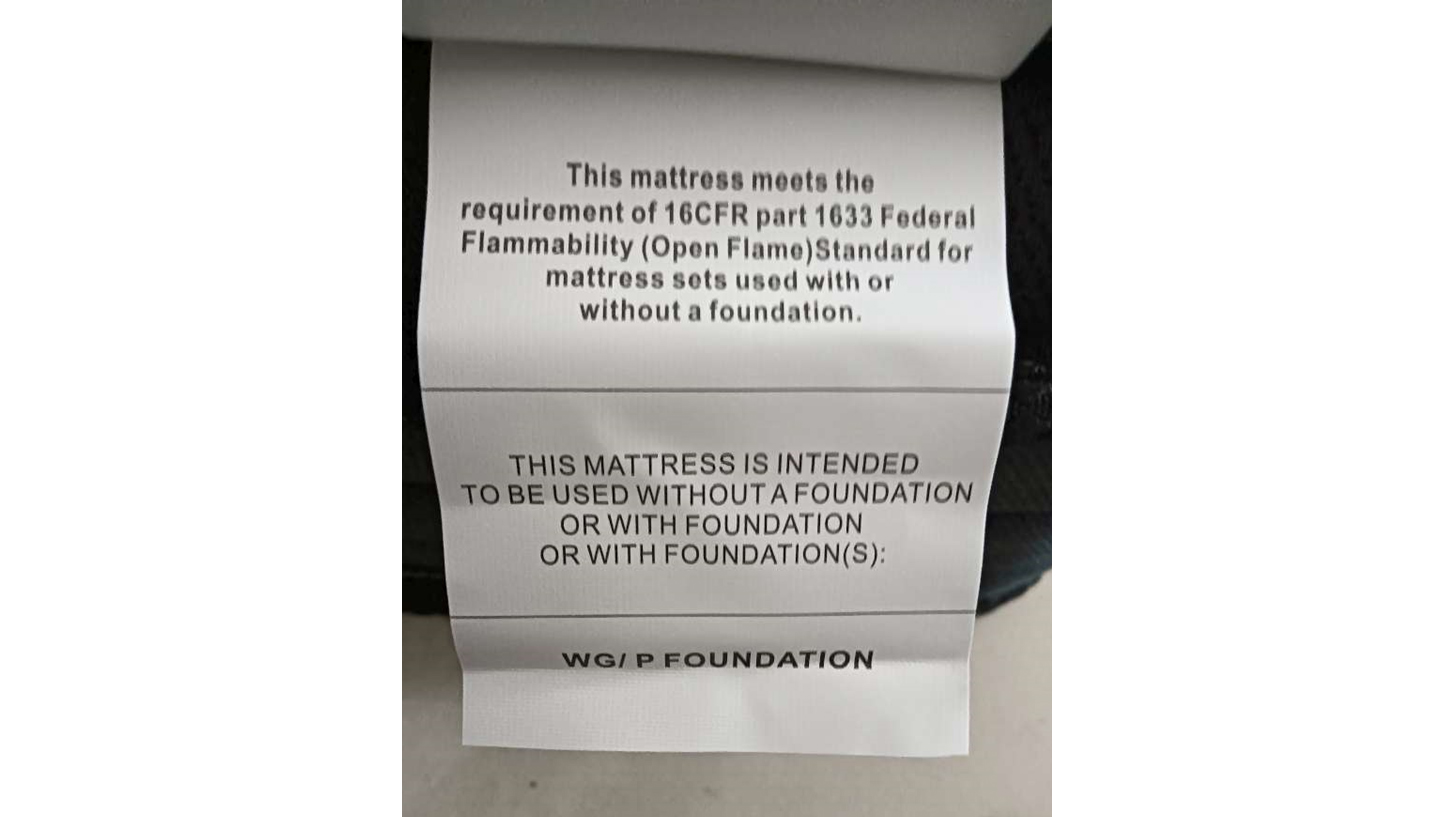 This mattress meets the
requirement of 16CFR part 1633 Federal
Flammability (Open Flame)Standard for
mattress sets used with or
without a foundation.
THIS MATTRESS IS INTENDED
TO BE USED WITHOUT A FOUNDATION
OR WITH FOUNDATION
OR WITH FOUNDATION(S):
WG/ P FOUNDATION